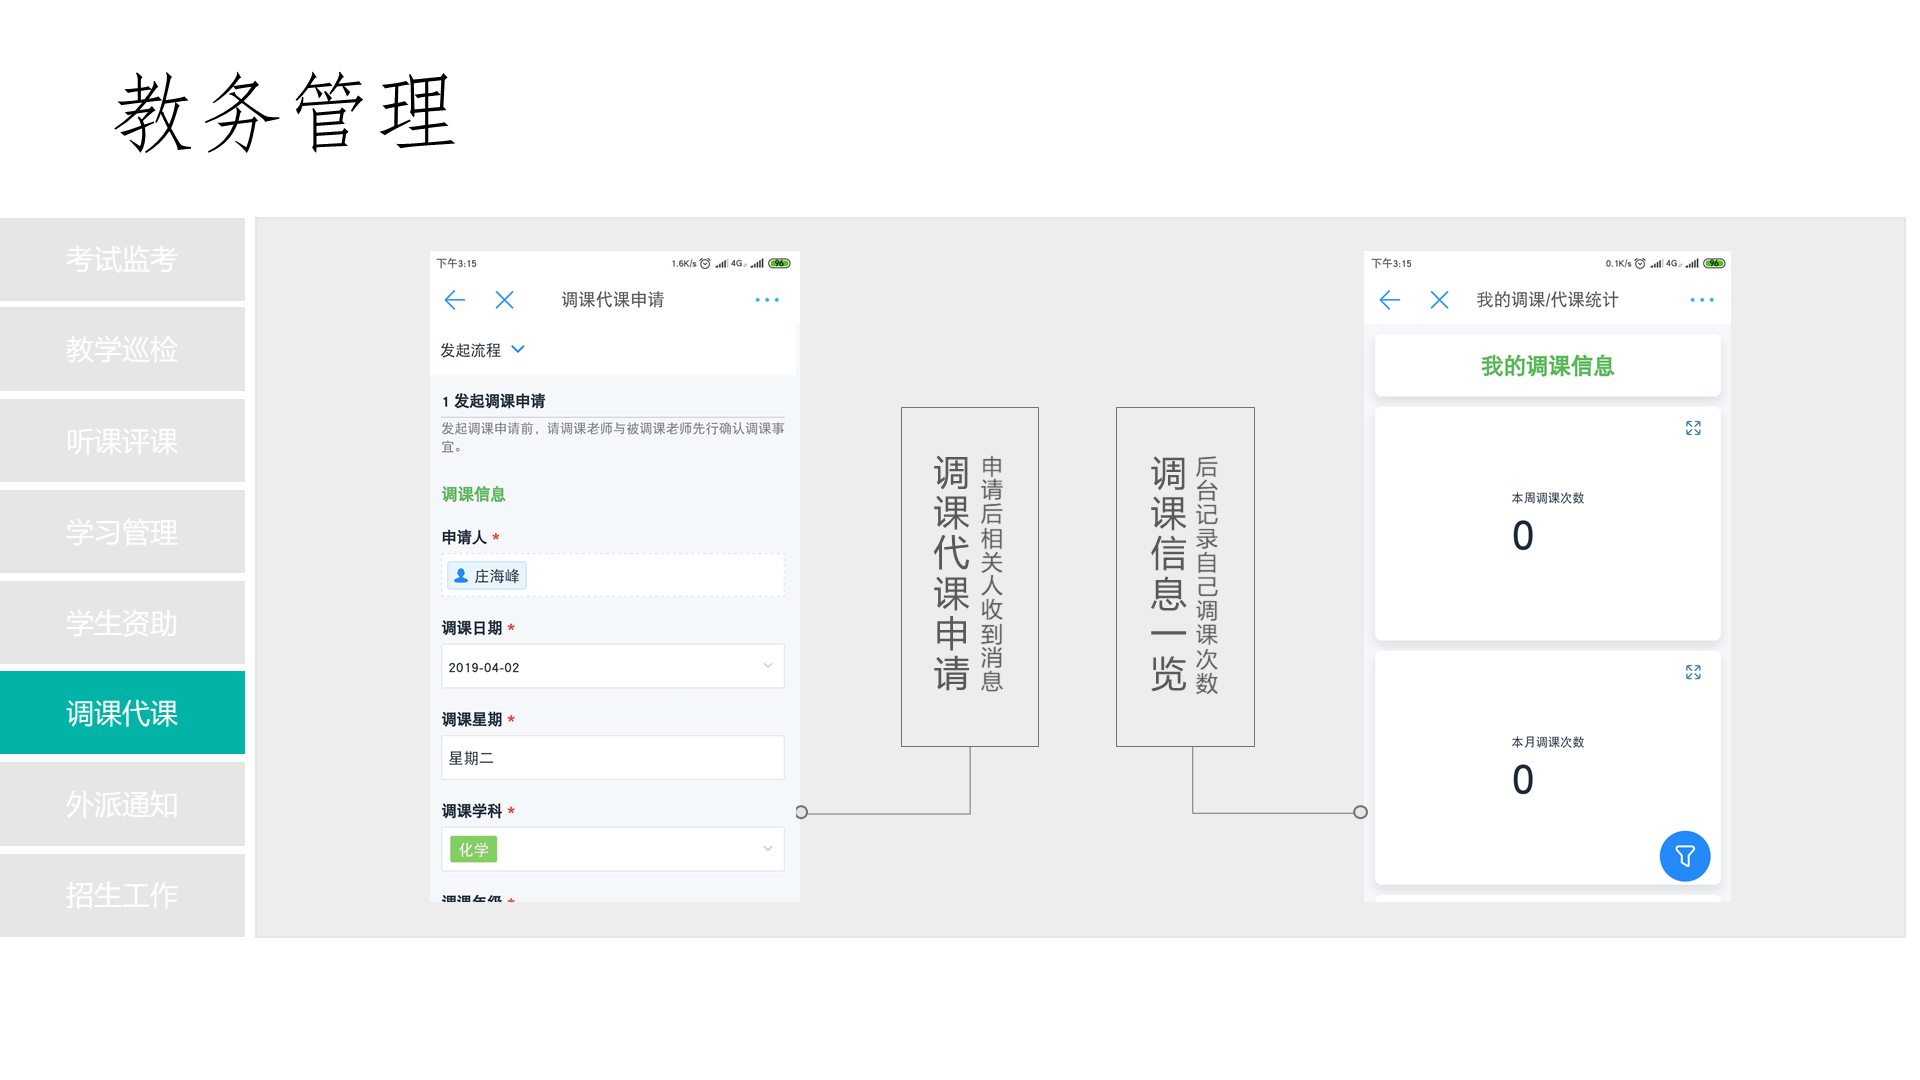 教务管理
考试监考
教学巡检
听课评课
学习管理
学生资助
调课代课
外派通知
招生工作
下午3:15
1.6K/s
4G
96
调课代课申请
发起流程
1 发起调课申请
发起调课申请前，请调课老师与被调课老师先行确认调课事
宜。
调课信息
申请人 *
庄海峰
调课日期 *
2019-04-02
调课星期 *
星期二
调课学科 *
化学
调课年级 *
调课代课申请
申请后相关人收到消息
调课信息一览
后台记录自己调课次数
下午3:15
0.1K/s
4G
96
我的调课/代课统计
我的调课信息
本周调课次数
0
本月调课次数
0